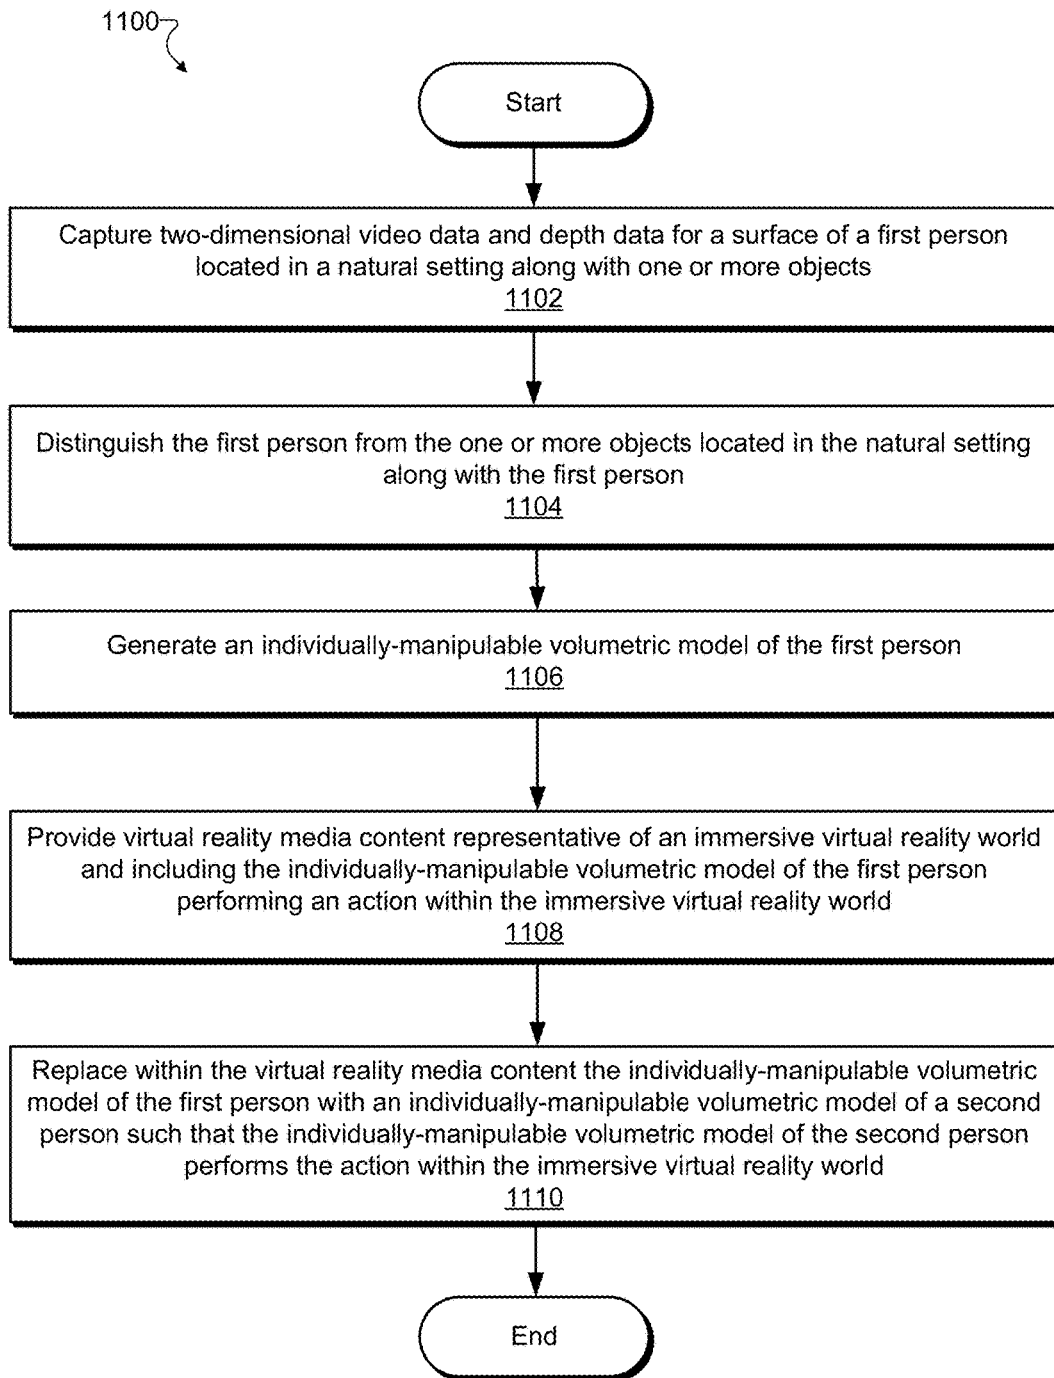 1100
Start
Capture two-dimensional video data and depth data for a surface of a first person
located in a natural setting along with one or more objects
1102
Distinguish the first person from the one or more objects located in the natural setting
along with the first person
1104
Generate an individually-manipulable volumetric model of the first person
1106
Provide virtual reality media content representative of an immersive virtual reality world
and including the individually-manipulable volumetric model of the first person
performing an action within the immersive virtual reality world
1108
Replace within the virtual reality media content the individually-manipulable volumetric
model of the first person with an individually-manipulable volumetric model of a second
person such that the individually-manipulable volumetric model of the second person
performs the action within the immersive virtual reality world
1110
End